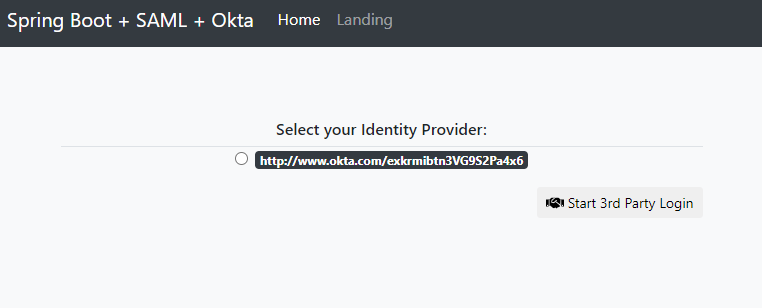 Spring Boot + SAML + Okta Home Landing
Select your Identity Provider:
http://www.okta.com/exkrmibtn3VG9S2Pa4x6
Start 3rd Party Login